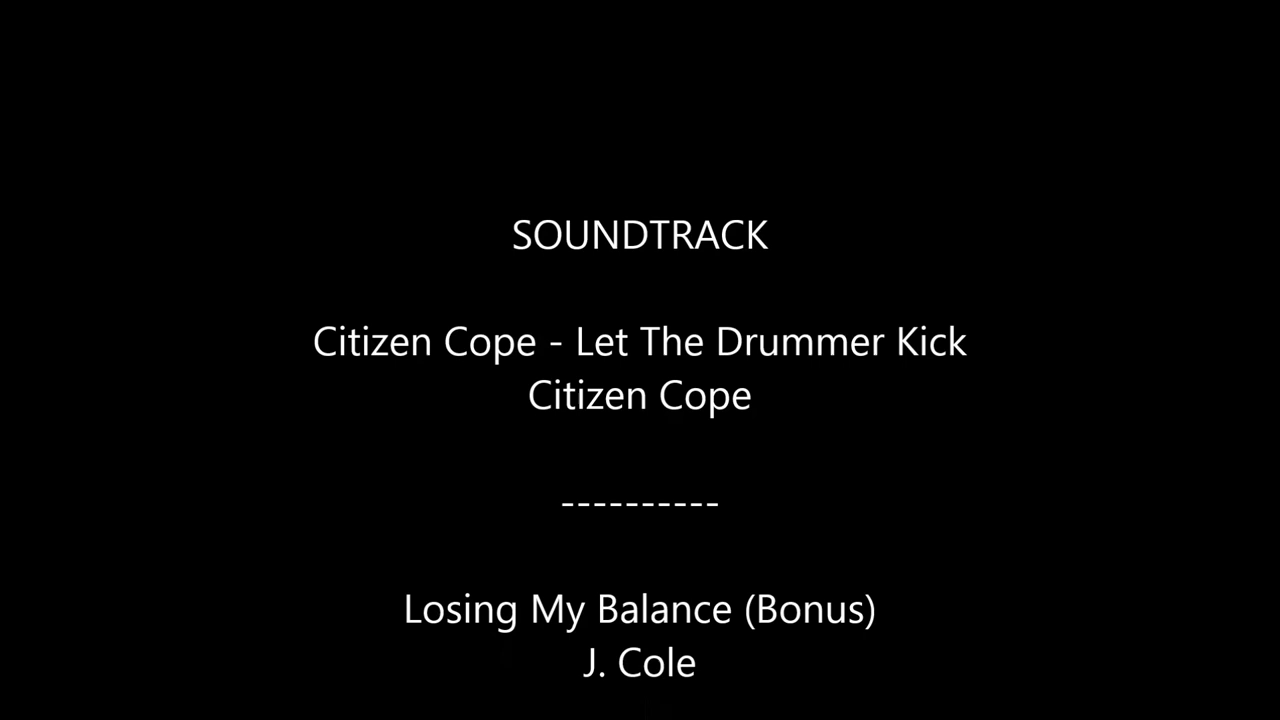 SOUNDTRACK
Citizen Cope - Let The Drummer Kick
Citizen Cope
----------
Losing My Balance (Bonus)
J. Cole